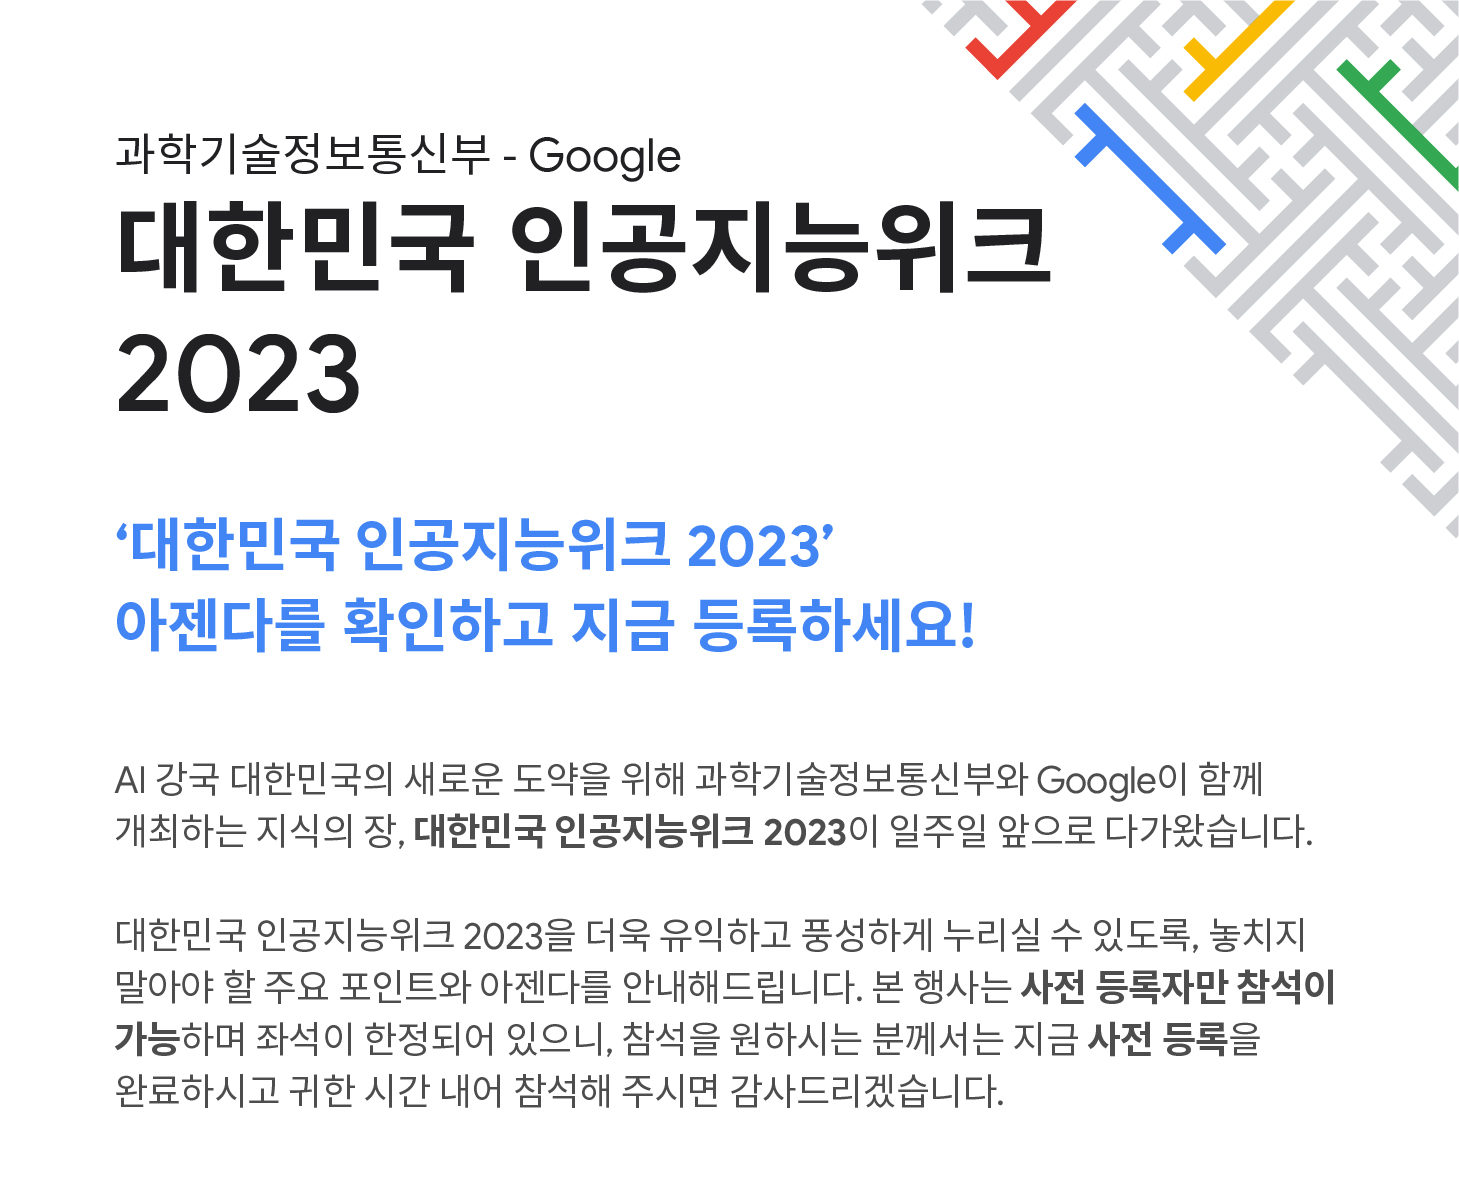 과학기술정보통신부 - Google
대한민국 인공지능위크
2023
‘대한민국 인공지능위크 2023’
아젠다를 확인하고 지금 등록하세요!
AI 강국 대한민국의 새로운 도약을 위해 과학기술정보통신부와 Google이 함께
개최하는 지식의 장, 대한민국 인공지능위크 2023이 일주일 앞으로 다가왔습니다.
대한민국 인공지능위크 2023을 더욱 유익하고 풍성하게 누리실 수 있도록, 놓치지
말아야 할 주요 포인트와 아젠다를 안내해드립니다. 본 행사는 사전 등록자만 참석이
가능하며 좌석이 한정되어 있으니, 참석을 원하시는 분께서는 지금 사전 등록을
완료하시고 귀한 시간 내어 참석해 주시면 감사드리겠습니다.